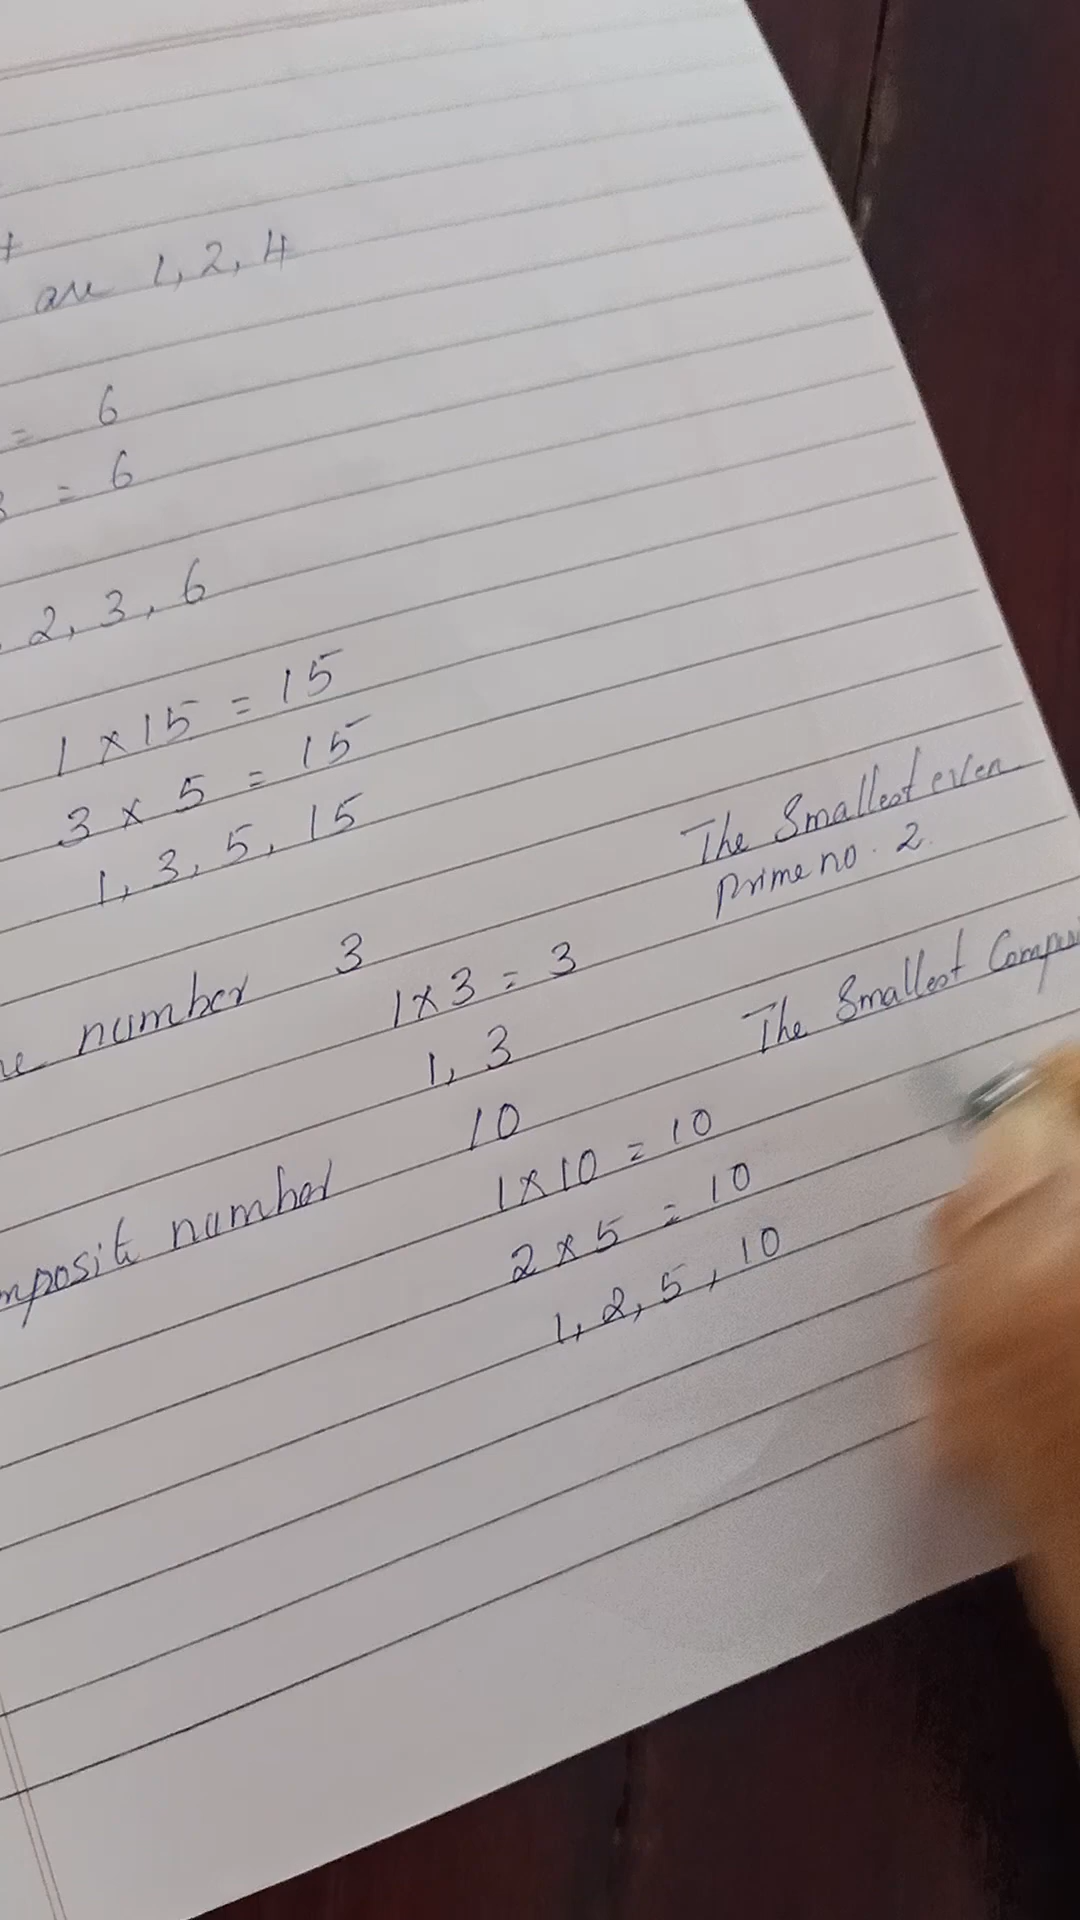 are 1, 2, 4
= 6
= 6
2, 3, 6
1 × 15 = 15
3 × 5 = 15
1, 3, 5, 15
The Smallest even
prime no. 2
number 3
1 × 3 = 3
1, 3
The Smallest Compos
10
mposite number
1 × 10 = 10
2 × 5 = 10
1, 2, 5, 10